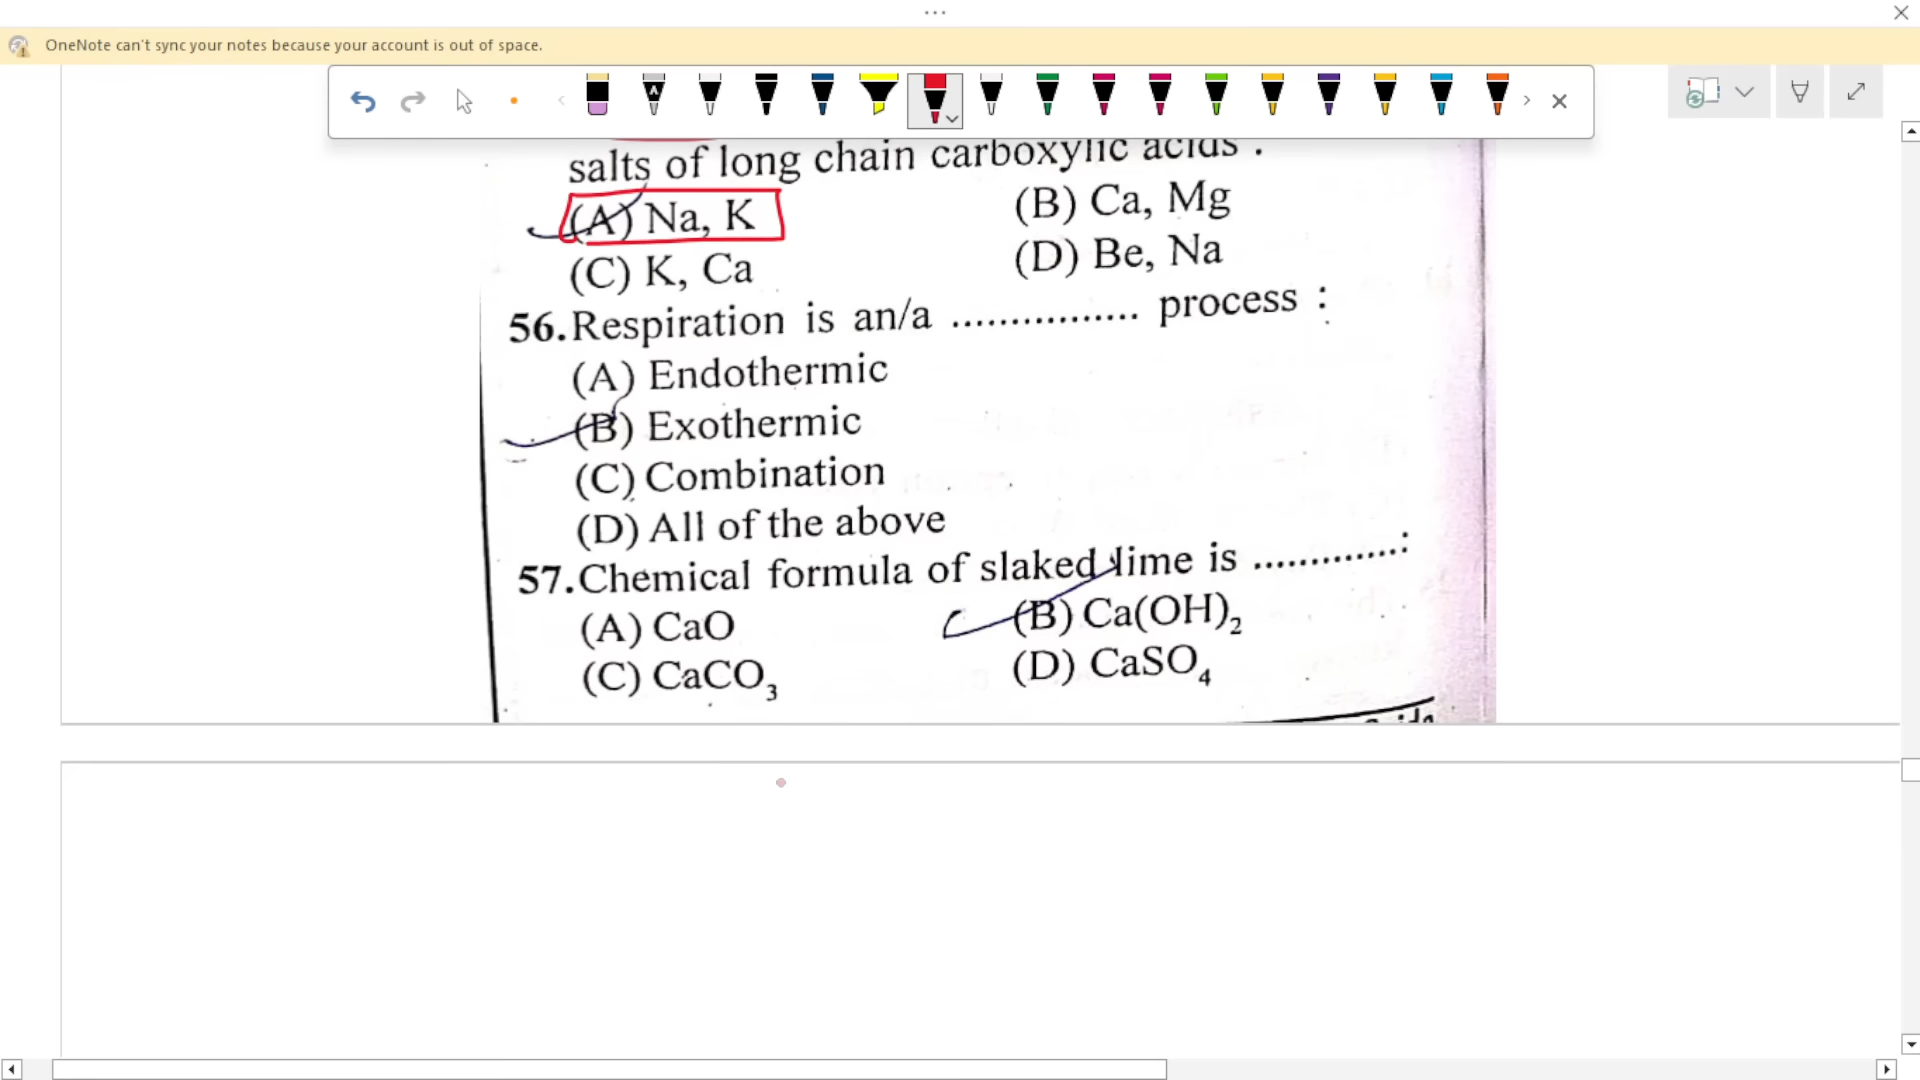 OneNote can't sync your notes because your account is out of space.
salts of long chain carboxylic acids :
(A) Na, K (B) Ca, Mg
(C) K, Ca (D) Be, Na
56. Respiration is an/a ................ process :
(A) Endothermic
(B) Exothermic
(C) Combination
(D) All of the above
57. Chemical formula of slaked lime is .............:
(A) CaO (B) Ca(OH)₂
(C) CaCO₃ (D) CaSO₄